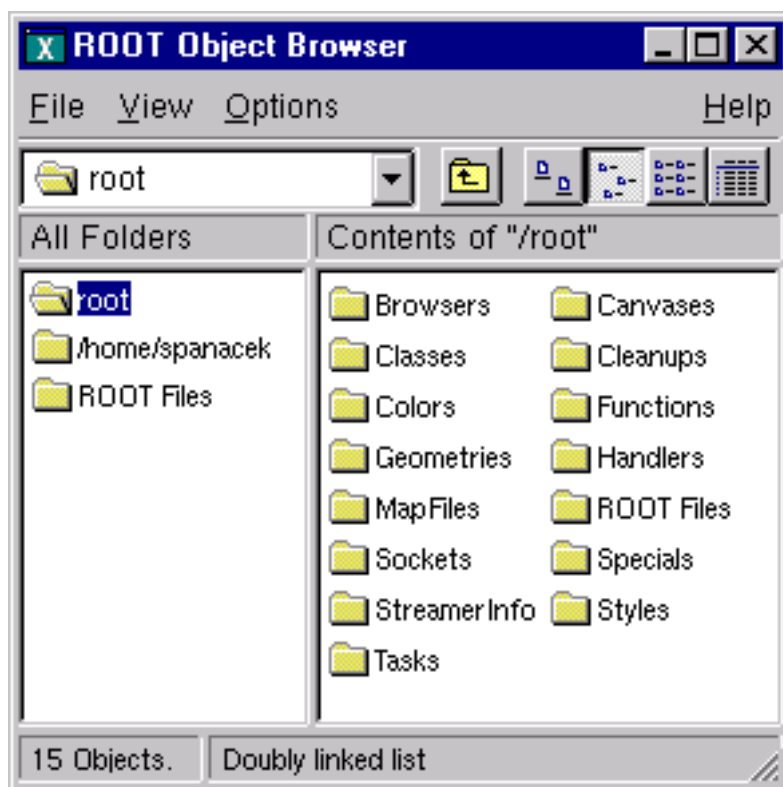 ROOT Object Browser
File View Options Help
root
All Folders Contents of "/root"
root
/home/spanacek
ROOT Files
Browsers Canvases
Classes Cleanups
Colors Functions
Geometries Handlers
MapFiles ROOT Files
Sockets Specials
StreamerInfo Styles
Tasks
15 Objects. Doubly linked list